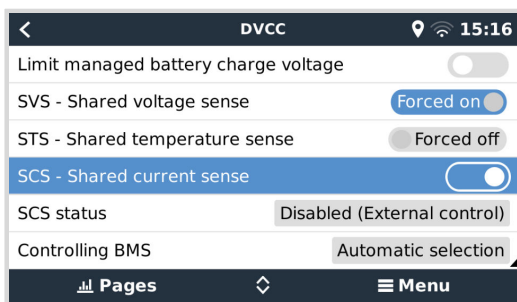 DVCC 15:16
Limit managed battery charge voltage
SVS - Shared voltage sense Forced on
STS - Shared temperature sense Forced off
SCS - Shared current sense
SCS status Disabled (External control)
Controlling BMS Automatic selection
Pages Menu